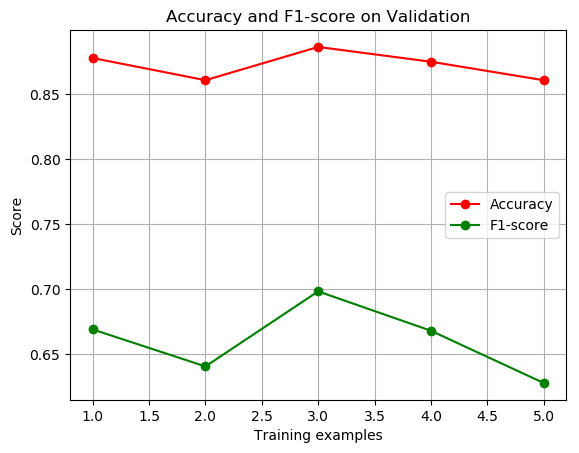 Accuracy and F1-score on Validation
Score
0.85
0.80
0.75
0.70
0.65
Accuracy
F1-score
1.0 1.5 2.0 2.5 3.0 3.5 4.0 4.5 5.0
Training examples